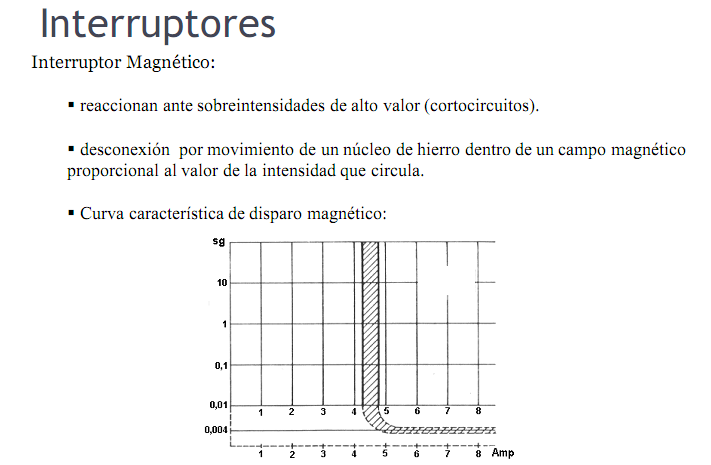 Interruptores
Interruptor Magnético:
▪ reaccionan ante sobreintensidades de alto valor (cortocircuitos).
▪ desconexión por movimiento de un núcleo de hierro dentro de un campo magnético
proporcional al valor de la intensidad que circula.
▪ Curva característica de disparo magnético:
sg
10
1
0,1
0,01
1 2 3 4 5 6 7 8
0,004
1 2 3 4 5 6 7 8 Amp